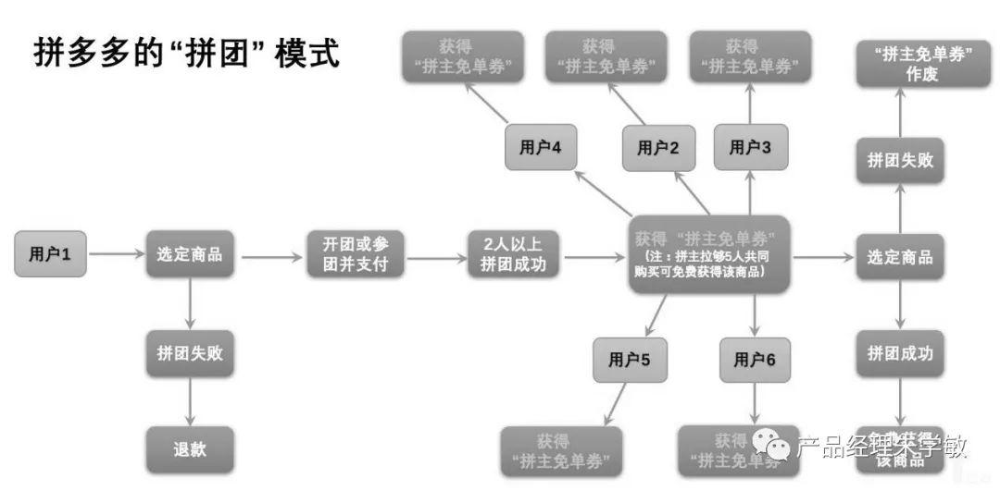 拼多多的“拼团”模式
获得
“拼主免单券”
获得
“拼主免单券”
获得
“拼主免单券”
“拼主免单券”
作废
用户4
用户2
用户3
拼团失败
用户1
选定商品
开团或参
团并支付
2人以上
拼团成功
获得“拼主免单券”
(注：拼主拉够5人共同
购买可免费获得该商品)
选定商品
拼团失败
用户5
用户6
拼团成功
退款
获得
“拼主免单券”
获得
“拼主免单券”
免费获得
该商品
产品经理朱学敏